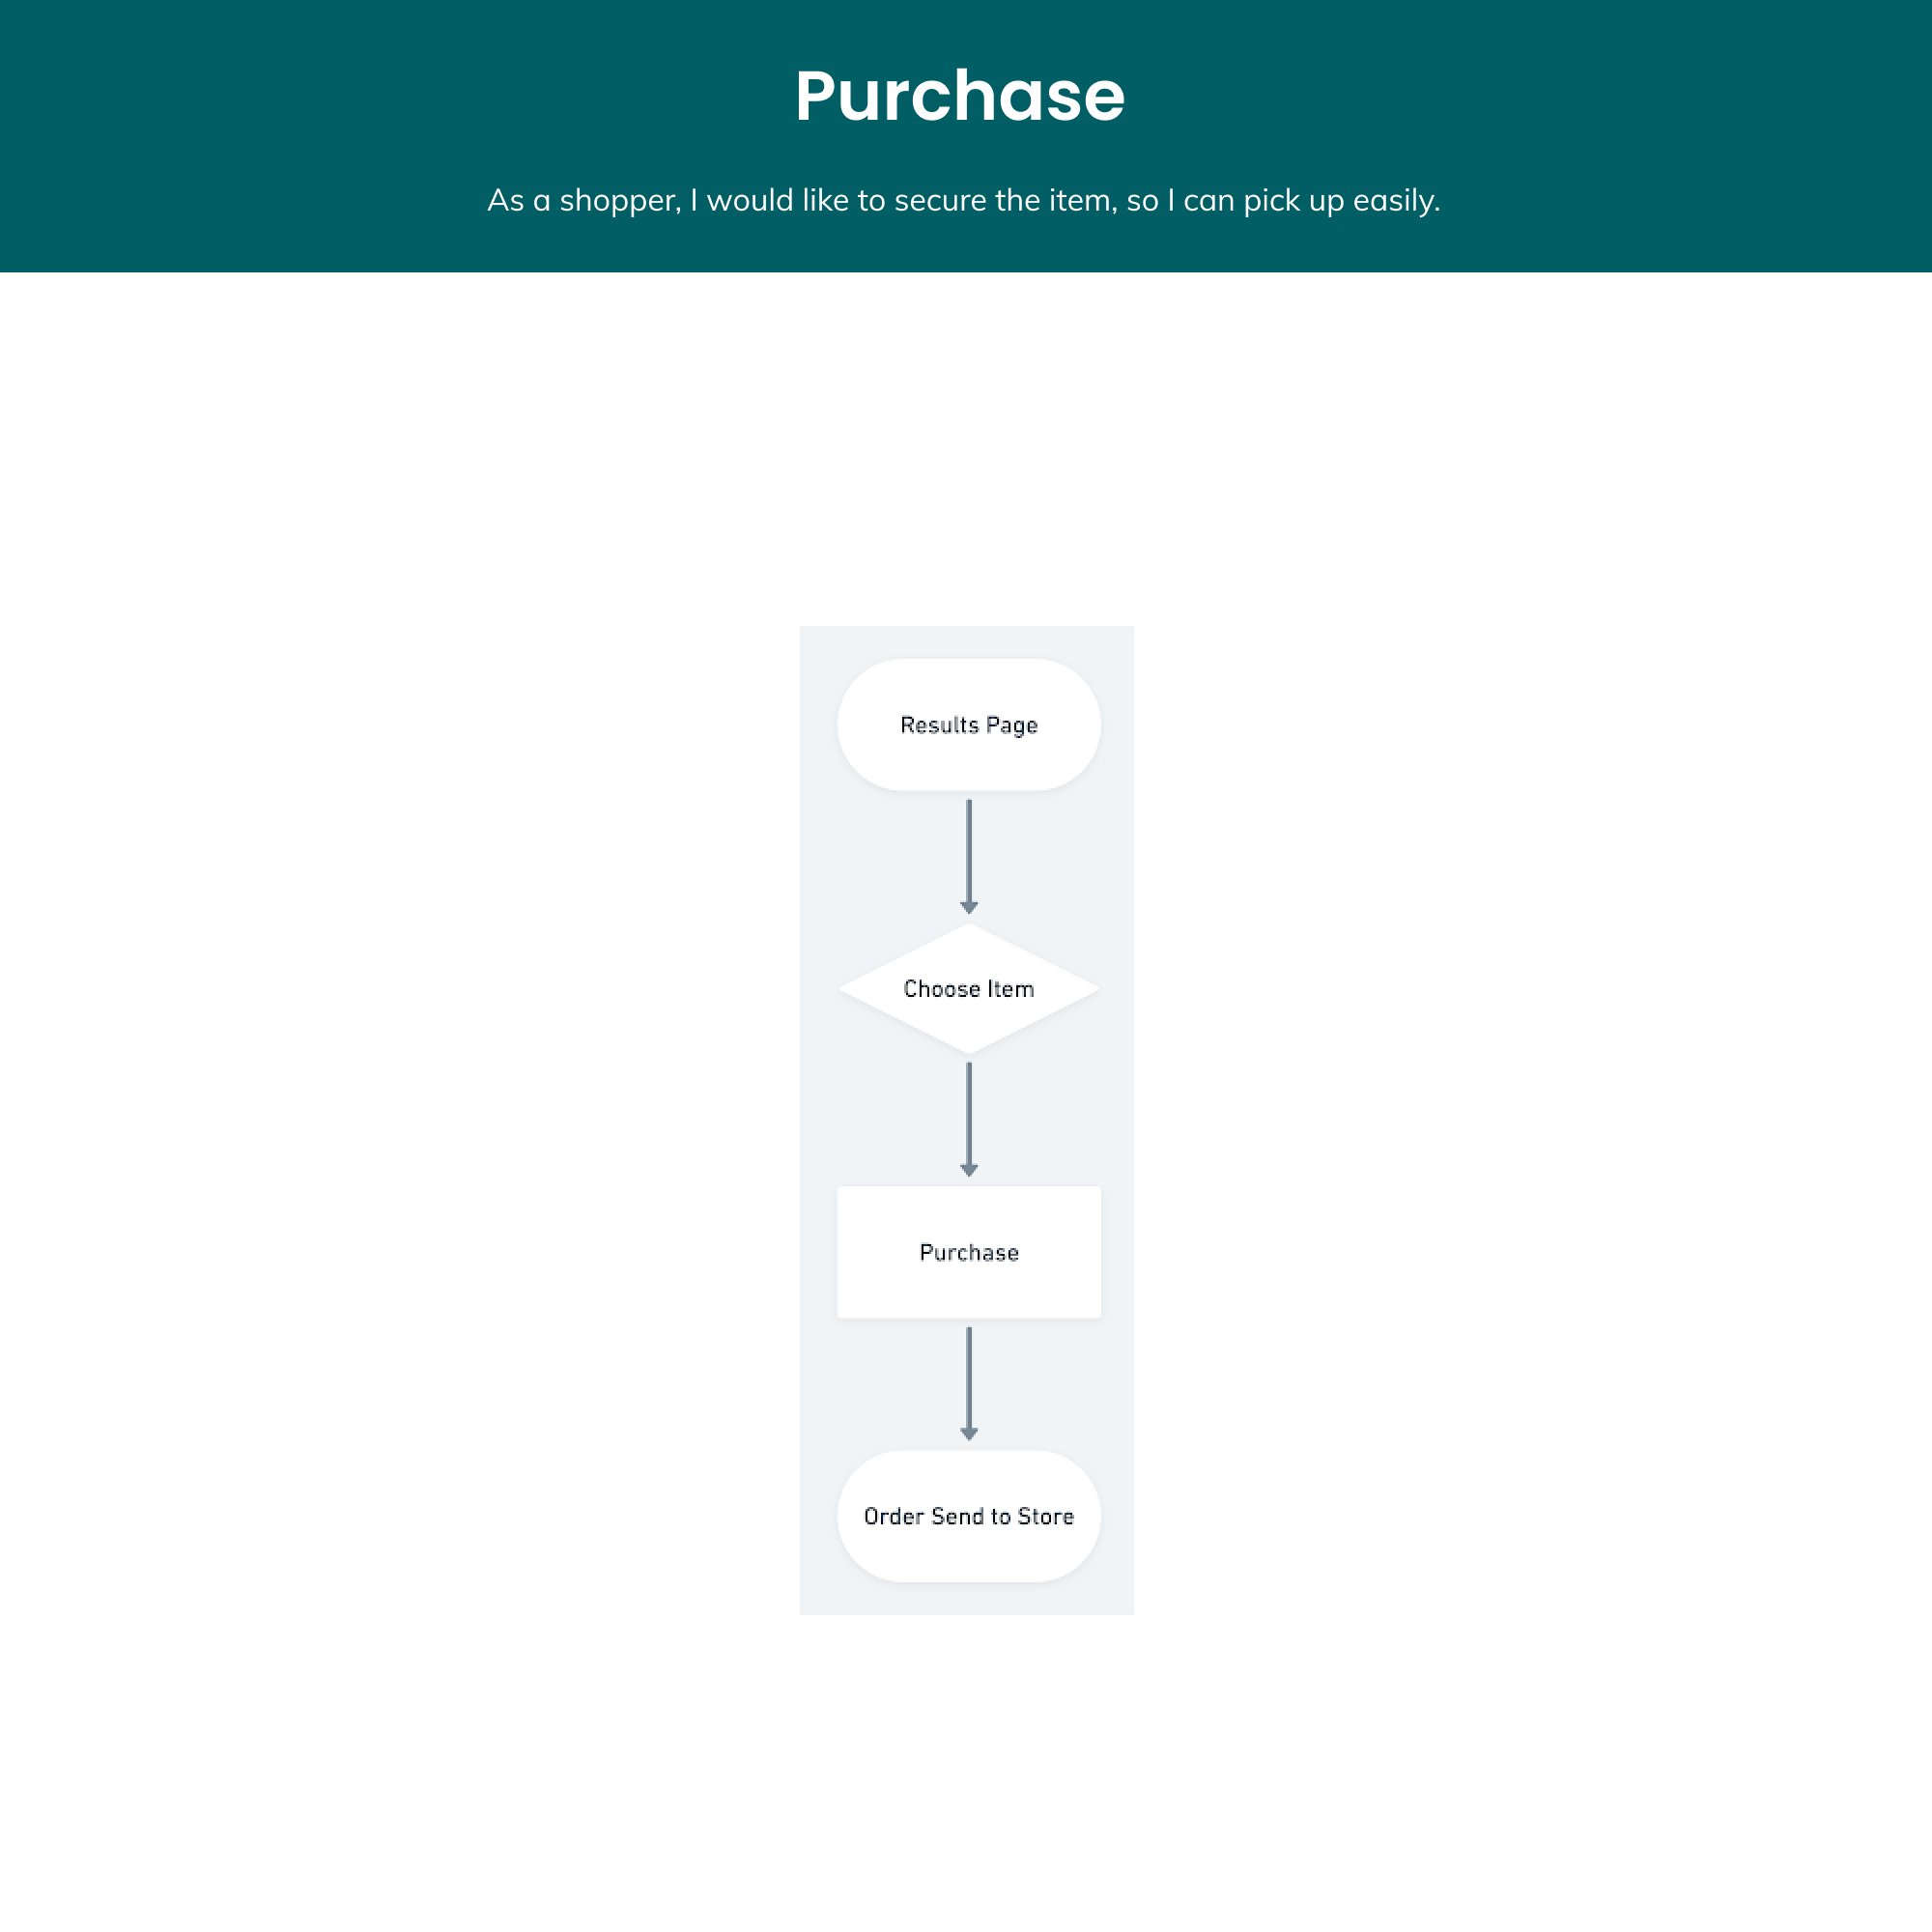 Purchase
As a shopper, I would like to secure the item, so I can pick up easily.
Results Page
Choose Item
Purchase
Order Send to Store